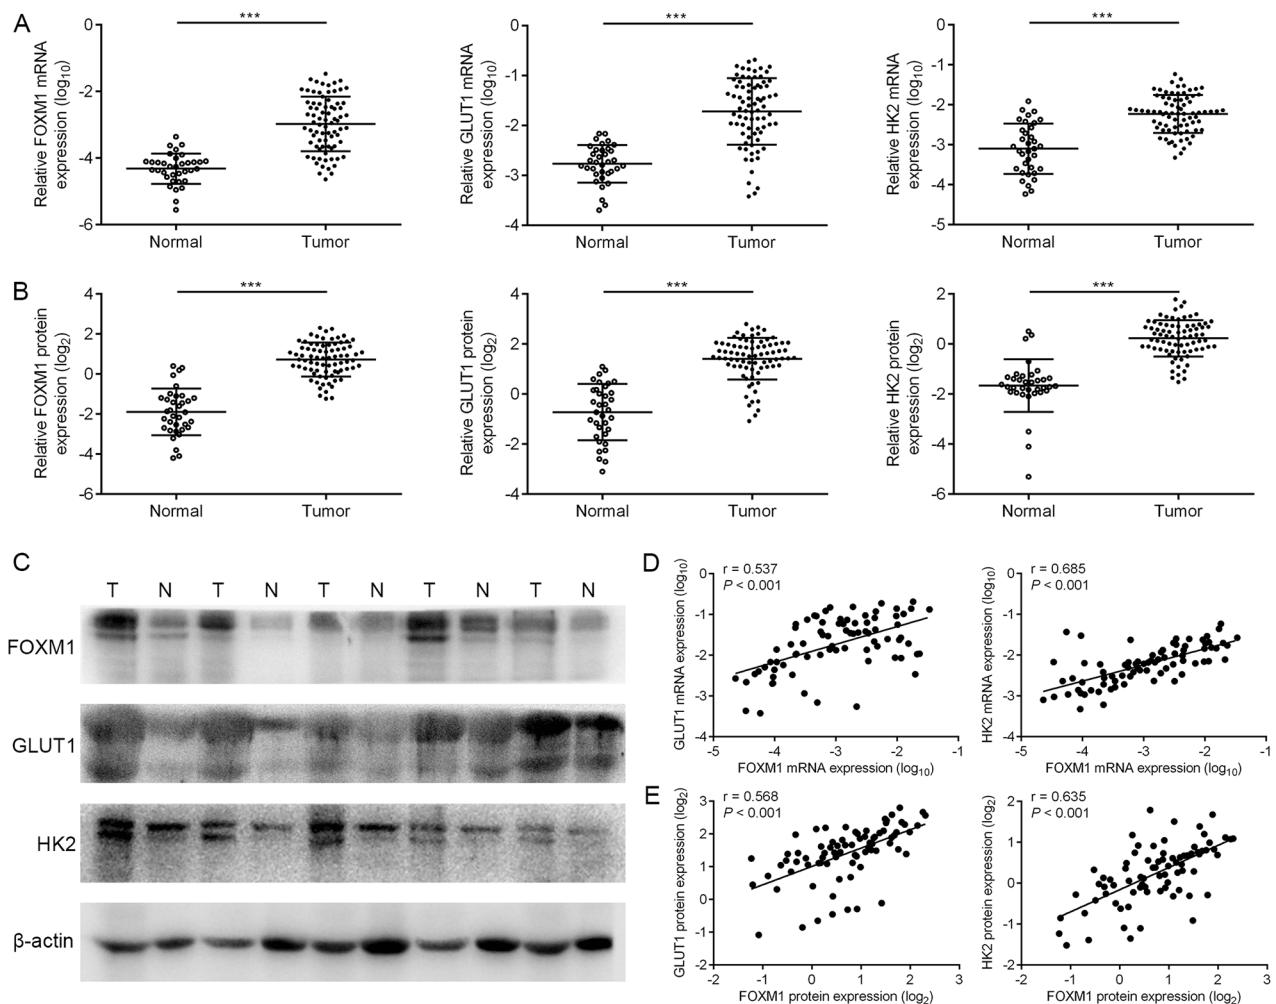 A
Relative FOXM1 mRNA
expression (log10)
0
-2
-4
-6
***
Normal
Tumor
Relative GLUT1 mRNA
expression (log10)
0
-1
-2
-3
-4
***
Normal
Tumor
Relative HK2 mRNA
expression (log10)
0
-1
-2
-3
-4
-5
***
Normal
Tumor
B
Relative FOXM1 protein
expression (log2)
4
2
0
-2
-4
-6
***
Normal
Tumor
Relative GLUT1 protein
expression (log2)
4
2
0
-2
-4
***
Normal
Tumor
Relative HK2 protein
expression (log2)
2
0
-2
-4
-6
***
Normal
Tumor
C
T N T N T N T N T N
FOXM1
GLUT1
HK2
β-actin
D
GLUT1 mRNA expression (log10)
0
-1
-2
-3
-4
r = 0.537
P < 0.001
-5 -4 -3 -2 -1
FOXM1 mRNA expression (log10)
HK2 mRNA expression (log10)
0
-1
-2
-3
-4
r = 0.685
P < 0.001
-5 -4 -3 -2 -1
FOXM1 mRNA expression (log10)
E
GLUT1 protein expression (log2)
3
2
1
0
-1
-2
r = 0.568
P < 0.001
-2 -1 0 1 2 3
FOXM1 protein expression (log2)
HK2 protein expression (log2)
2
1
0
-1
-2
r = 0.635
P < 0.001
-2 -1 0 1 2 3
FOXM1 protein expression (log2)